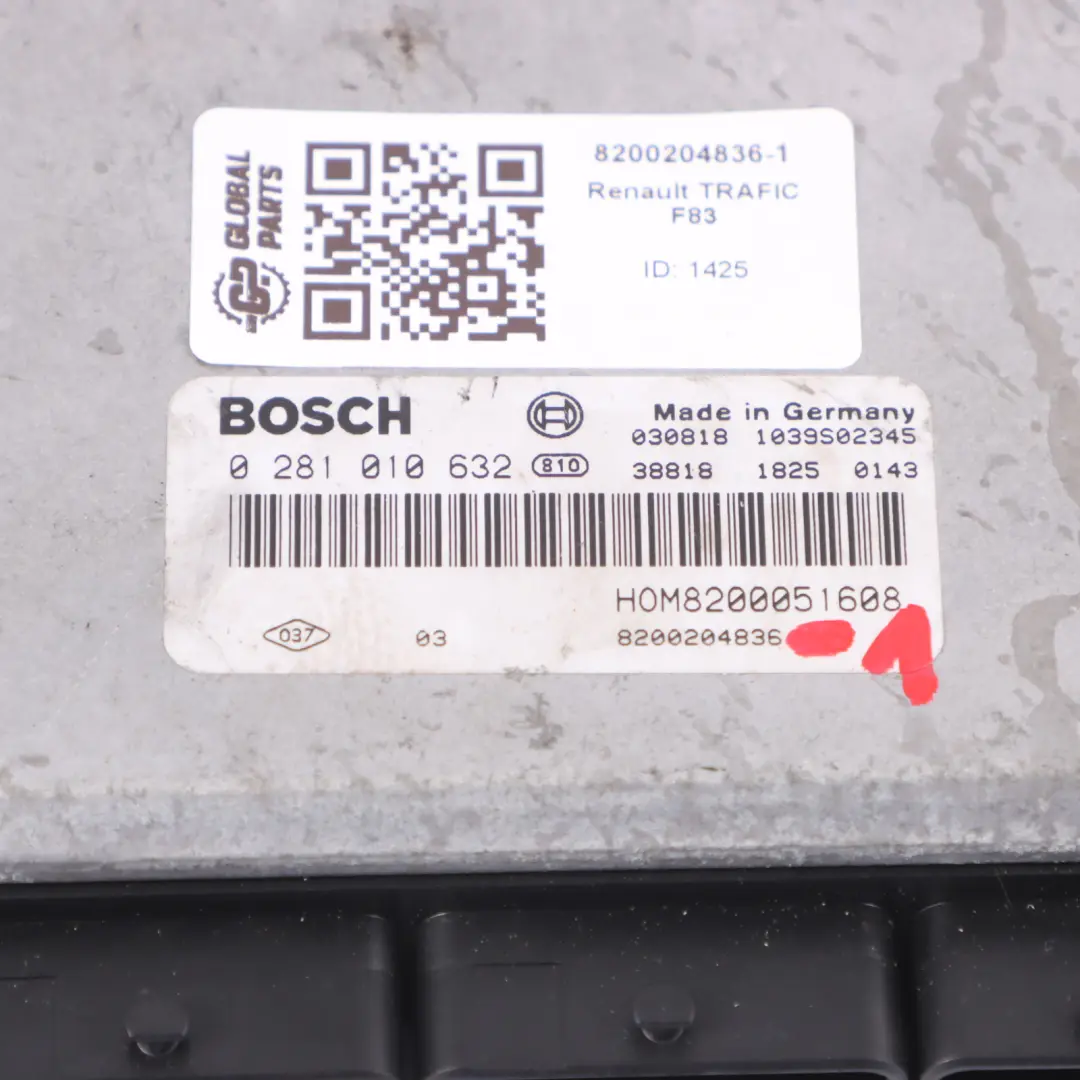 GLOBAL
PARTS
GP
8200204836-1
Renault TRAFIC
F83
ID: 1425
BOSCH
Made in Germany
030818 1039S02345
0 281 010 632 810
38818 1825 0143
HOM8200051608
037 03 8200204836 -1